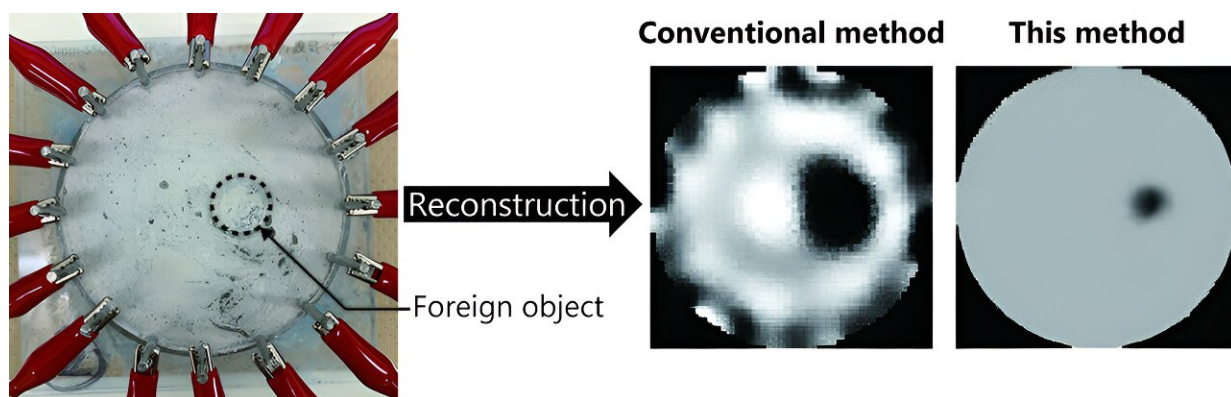 Conventional method
This method
Reconstruction
Foreign object